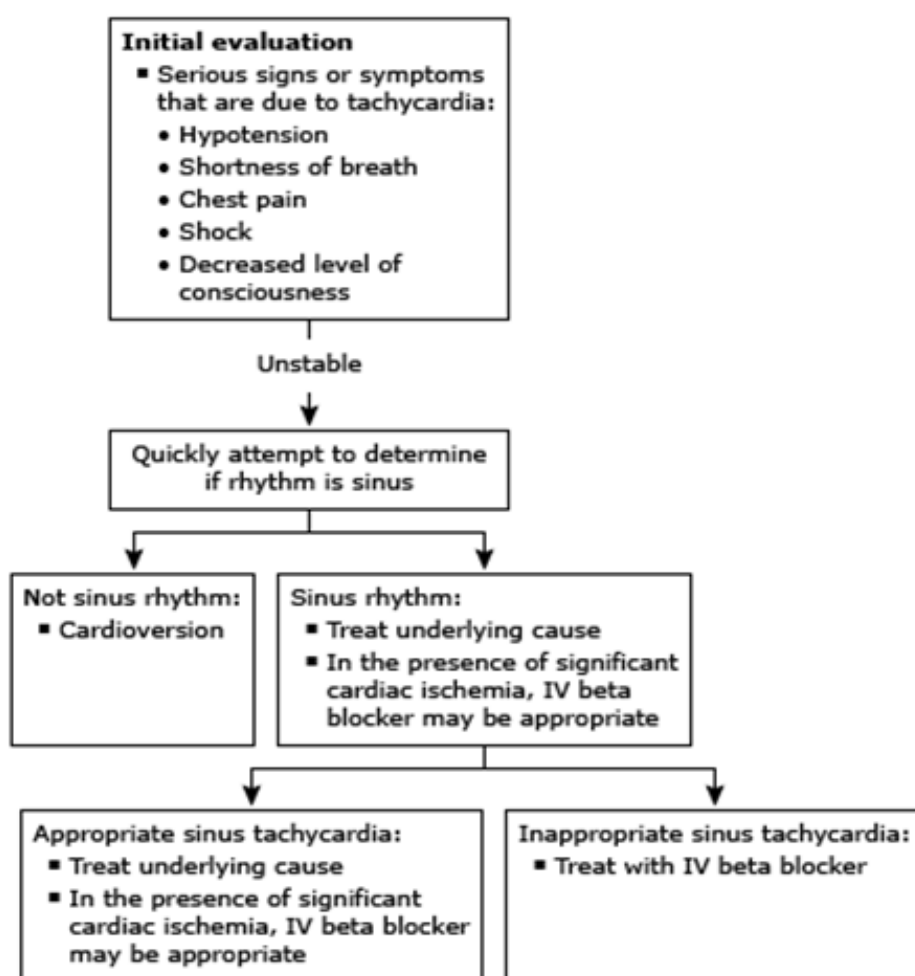 Initial evaluation
▪ Serious signs or symptoms
that are due to tachycardia:
• Hypotension
• Shortness of breath
• Chest pain
• Shock
• Decreased level of
consciousness
Unstable
Quickly attempt to determine
if rhythm is sinus
Not sinus rhythm:
▪ Cardioversion
Sinus rhythm:
▪ Treat underlying cause
▪ In the presence of significant
cardiac ischemia, IV beta
blocker may be appropriate
Appropriate sinus tachycardia:
▪ Treat underlying cause
▪ In the presence of significant
cardiac ischemia, IV beta blocker
may be appropriate
Inappropriate sinus tachycardia:
▪ Treat with IV beta blocker